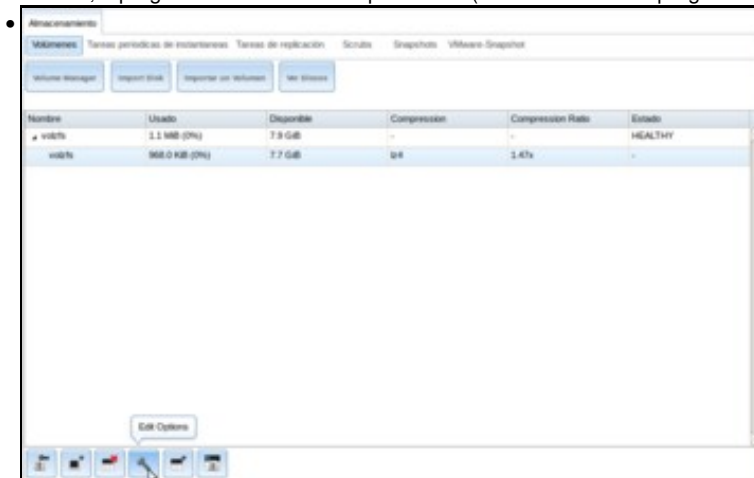 Almacenamiento
Volúmenes Tareas periodicas de instantaneas Tareas de replicación Scrubs Snapshots VMware-Snapshot
Volume Manager Import Disk Importar un Volumen Ver Discos
Nombre Usado Disponible Compression Compression Ratio Estado
volzfs 1.1 MiB (0%) 7.9 GiB - - HEALTHY
volzfs 968.0 KiB (0%) 7.7 GiB lz4 1.47x -
Edit Options